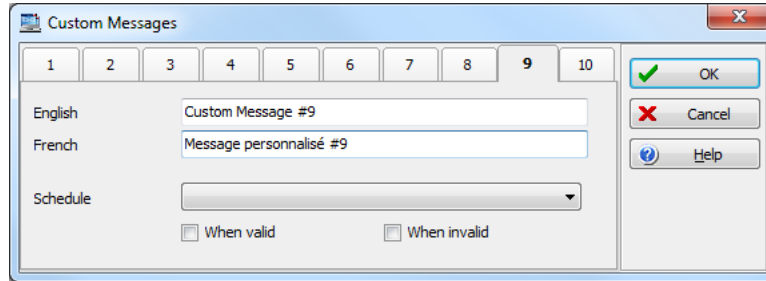 Custom Messages
1 2 3 4 5 6 7 8 9 10
English Custom Message #9
French Message personnalisé #9
Schedule
When valid When invalid
OK
Cancel
Help